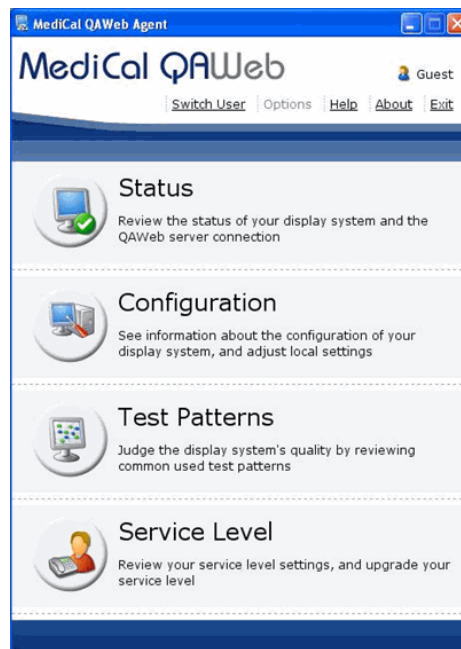 MediCal QAWeb Agent
MediCal QAWeb
Guest
Switch User Options Help About Exit
Status
Review the status of your display system and the
QAWeb server connection
Configuration
See information about the configuration of your
display system, and adjust local settings
Test Patterns
Judge the display system's quality by reviewing
common used test patterns
Service Level
Review your service level settings, and upgrade your
service level